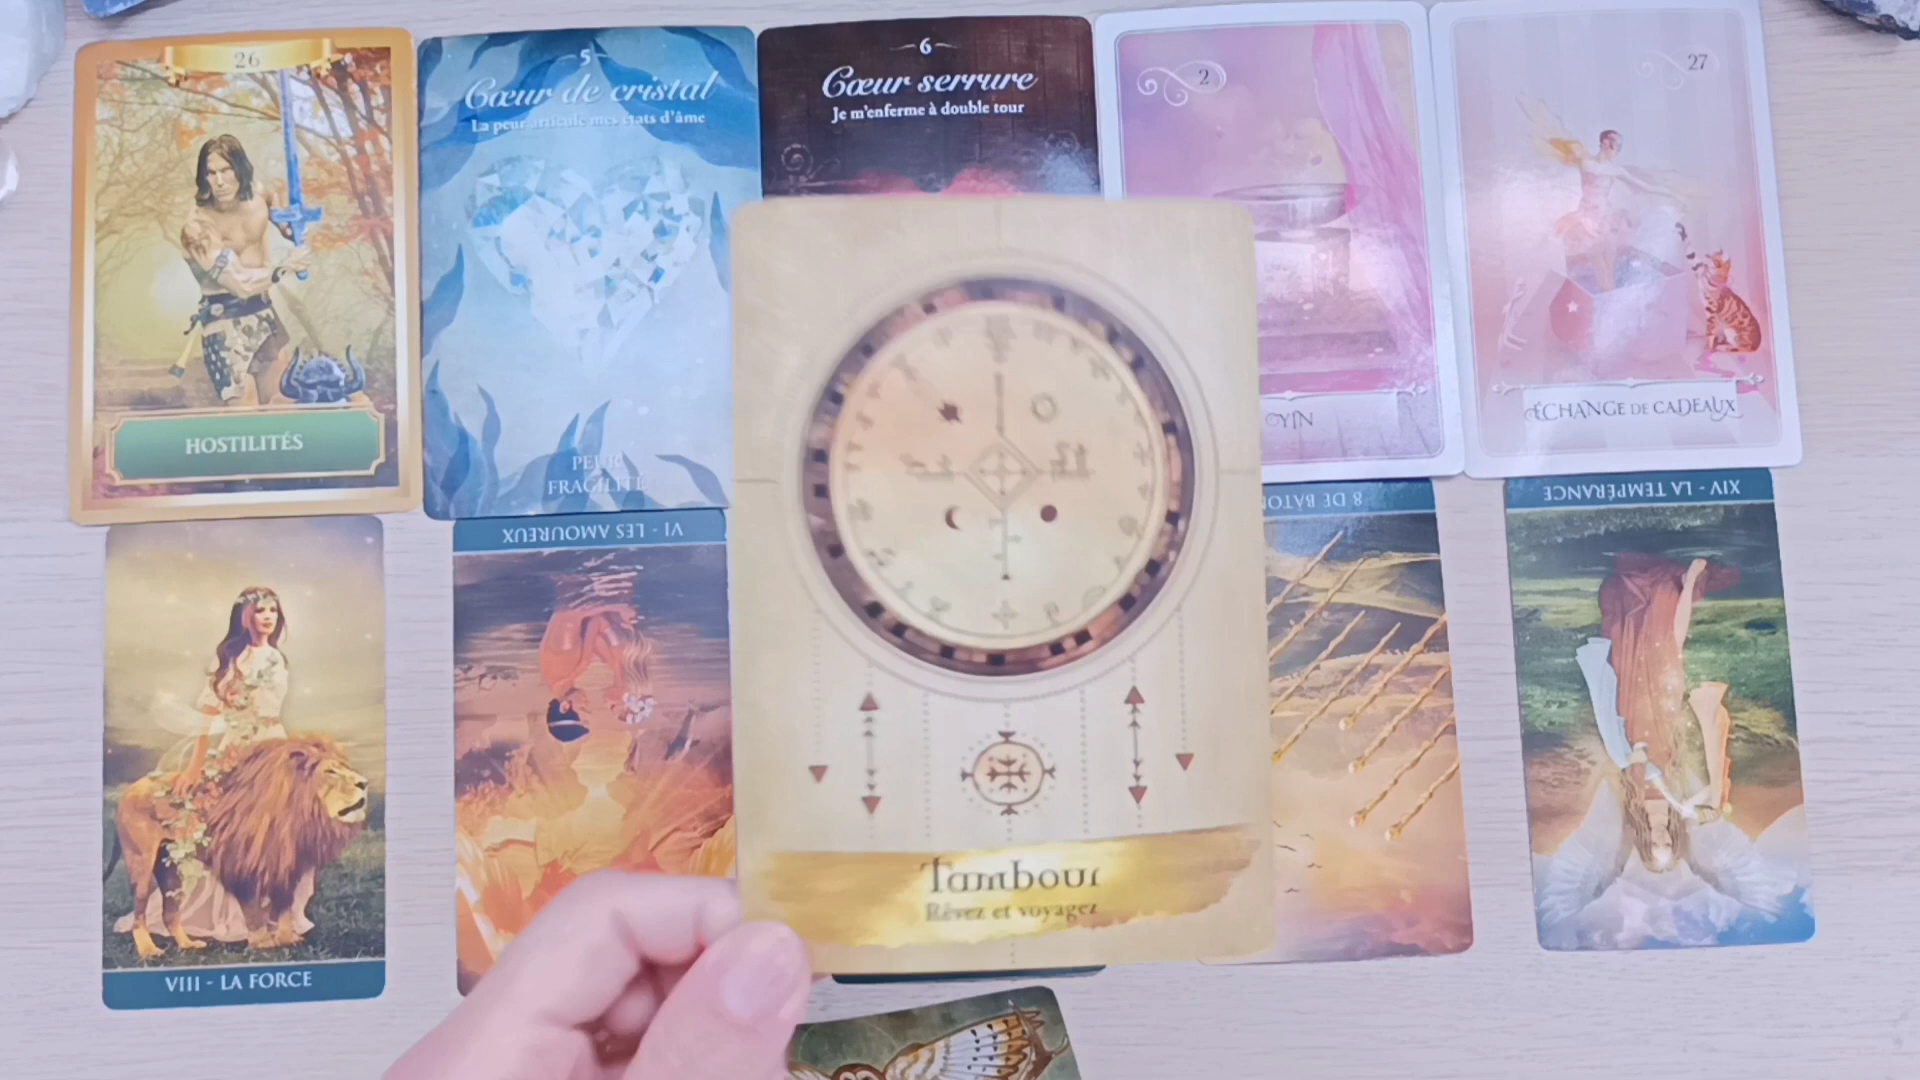 26
HOSTILITÉS
5
Cœur de cristal
La peur articule mes états d'âme
PEUR
FRAGILITÉ
6
Cœur serrure
Je m'enferme à double tour
2
YIN
27
ÉCHANGE DE CADEAUX
VIII - LA FORCE
VI - LES AMOUREUX
Tambour
Rêvez et voyagez
8 DE BÂTON
XIV - LA TEMPÉRANCE